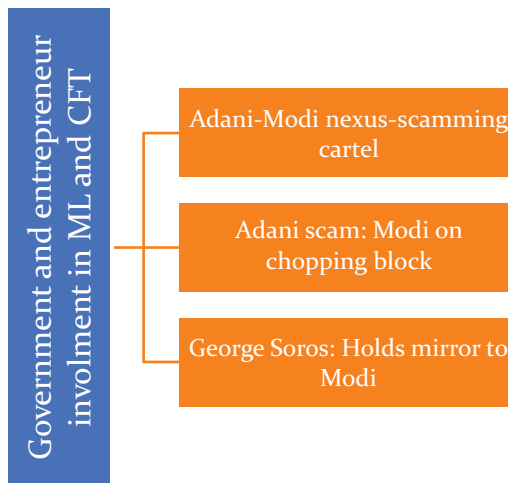 Government and entrepreneur
involment in ML and CFT
Adani-Modi nexus-scamming
cartel
Adani scam: Modi on
chopping block
George Soros: Holds mirror to
Modi